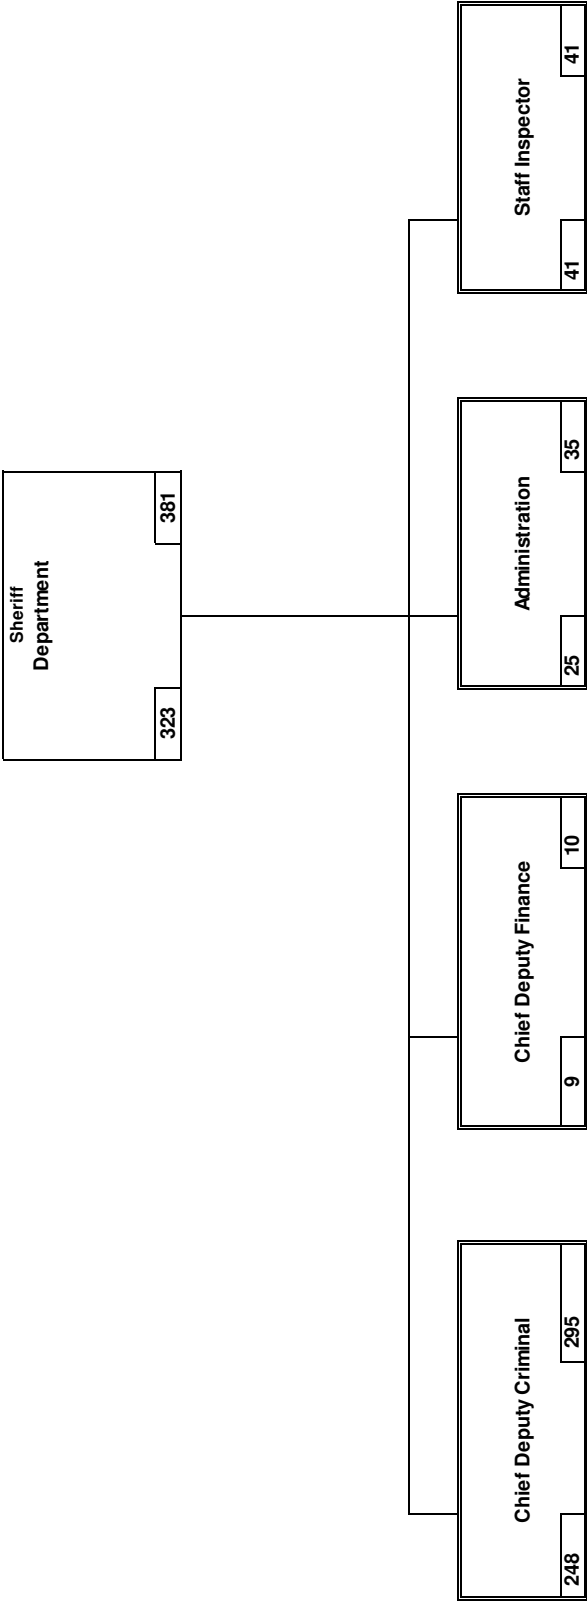 Sheriff
Department
323 381
Chief Deputy Criminal
248 295
Chief Deputy Finance
9 10
Administration
25 35
Staff Inspector
41 41